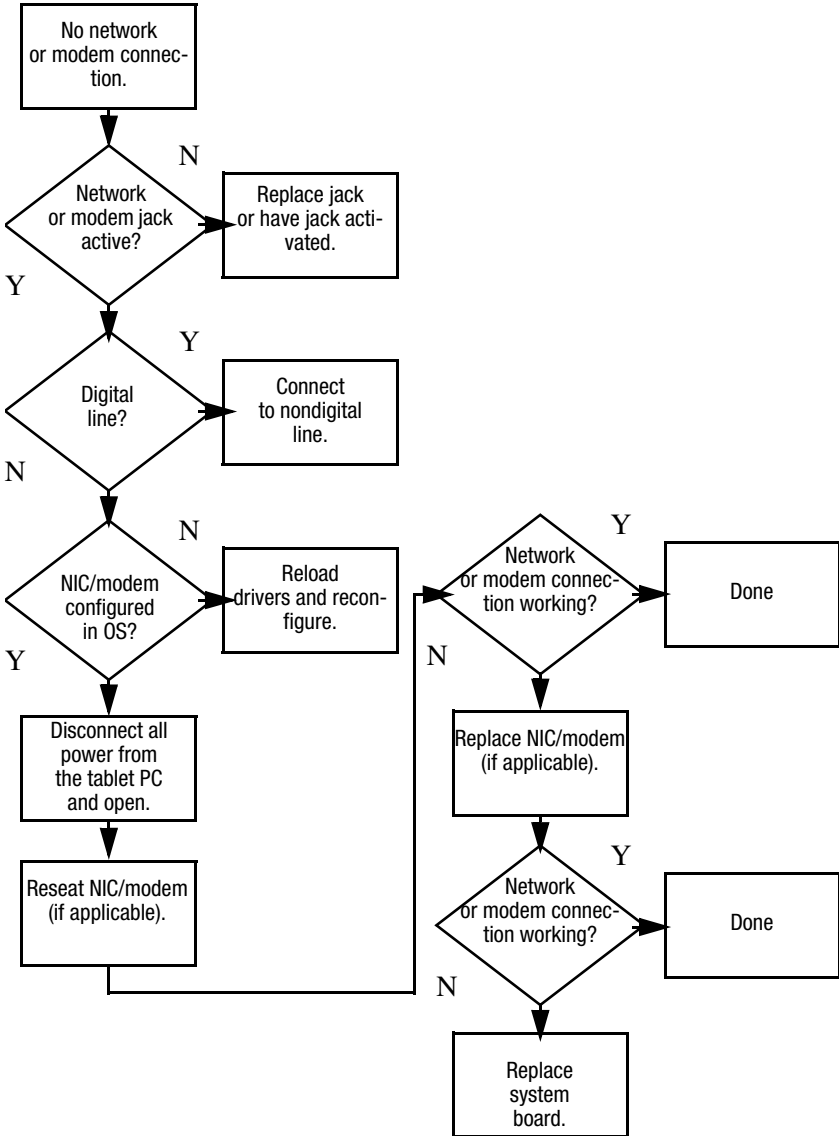 No network
or modem connec-
tion.
N
Network
or modem jack
active?
Replace jack
or have jack acti-
vated.
Y
Y
Digital
line?
Connect
to nondigital
line.
N
N
NIC/modem
configured
in OS?
Reload
drivers and recon-
figure.
Y
Disconnect all
power from
the tablet PC
and open.
Reseat NIC/modem
(if applicable).
Y
Network
or modem connec-
tion working?
Done
N
Replace NIC/modem
(if applicable).
Y
Network
or modem connec-
tion working?
Done
N
Replace
system
board.